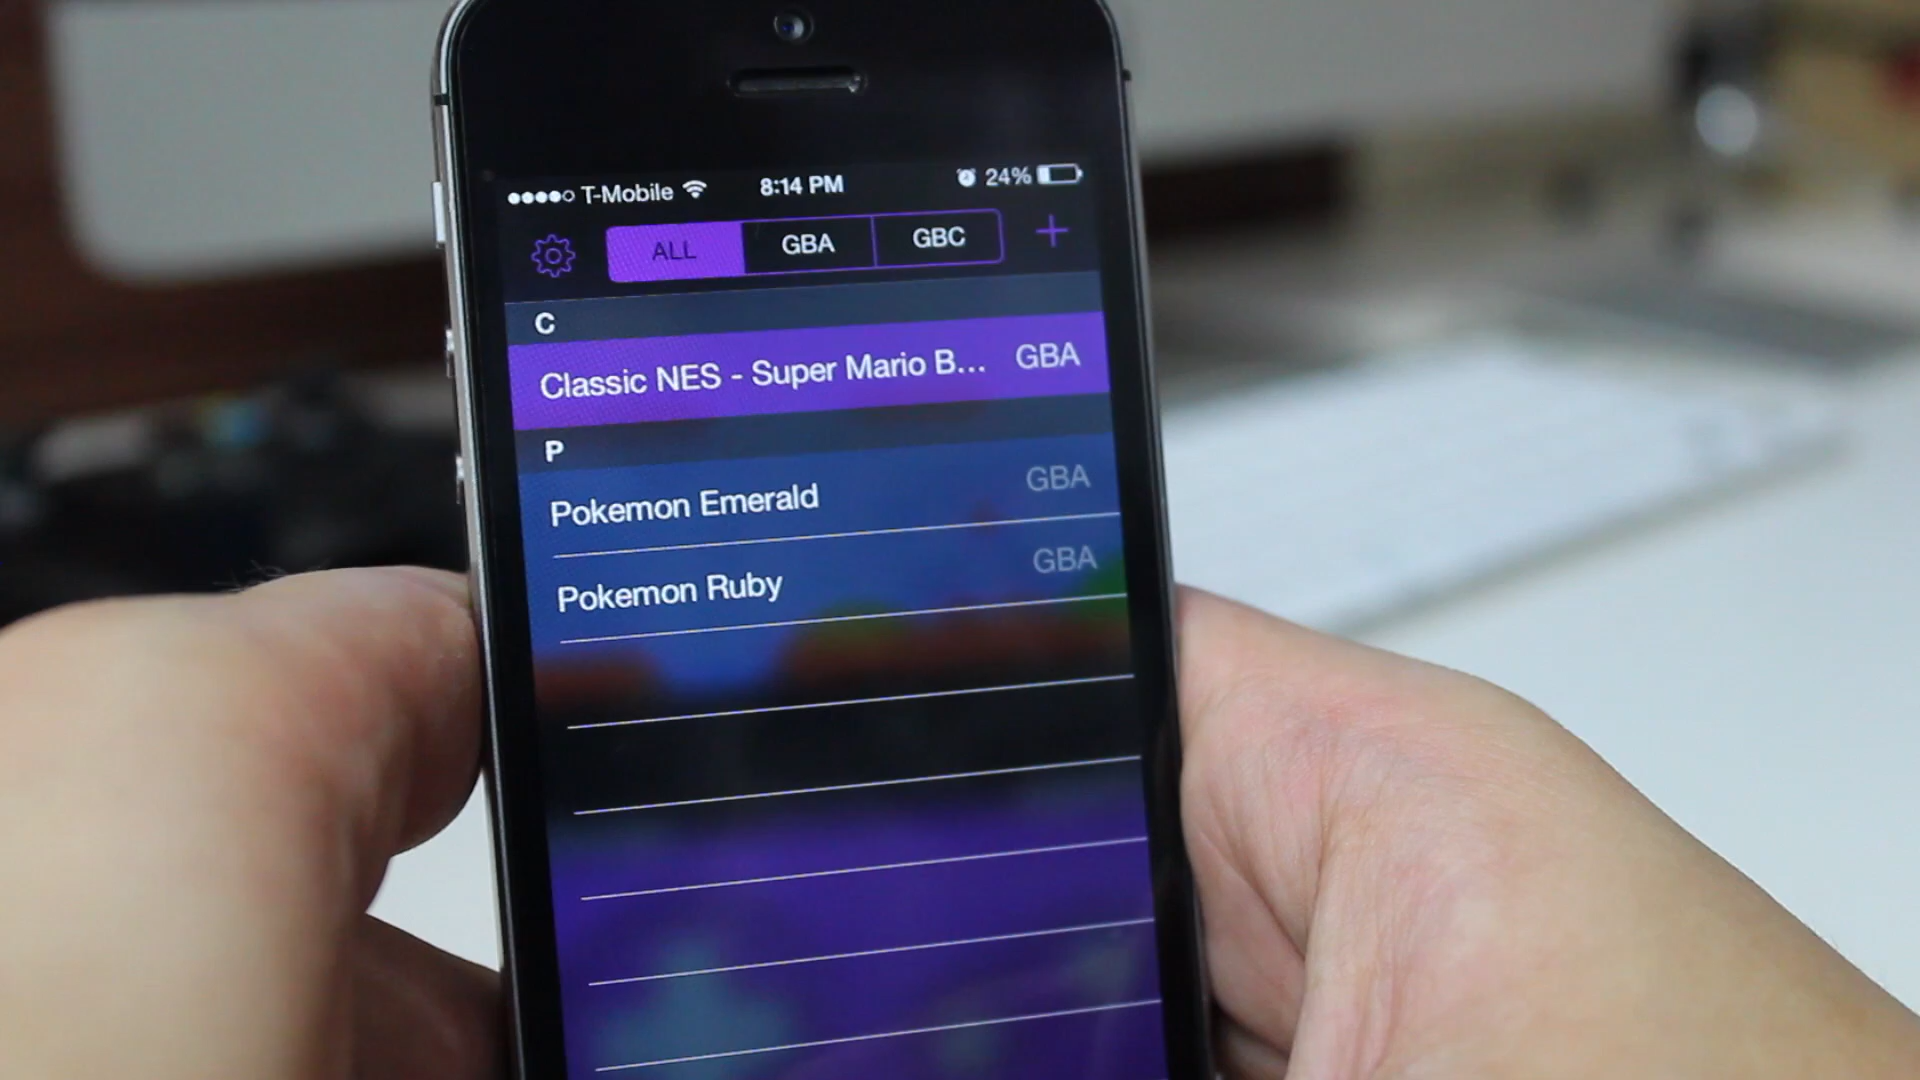 T-Mobile 8:14 PM 24%
ALL GBA GBC +
C
Classic NES - Super Mario B... GBA
P
Pokemon Emerald GBA
Pokemon Ruby GBA